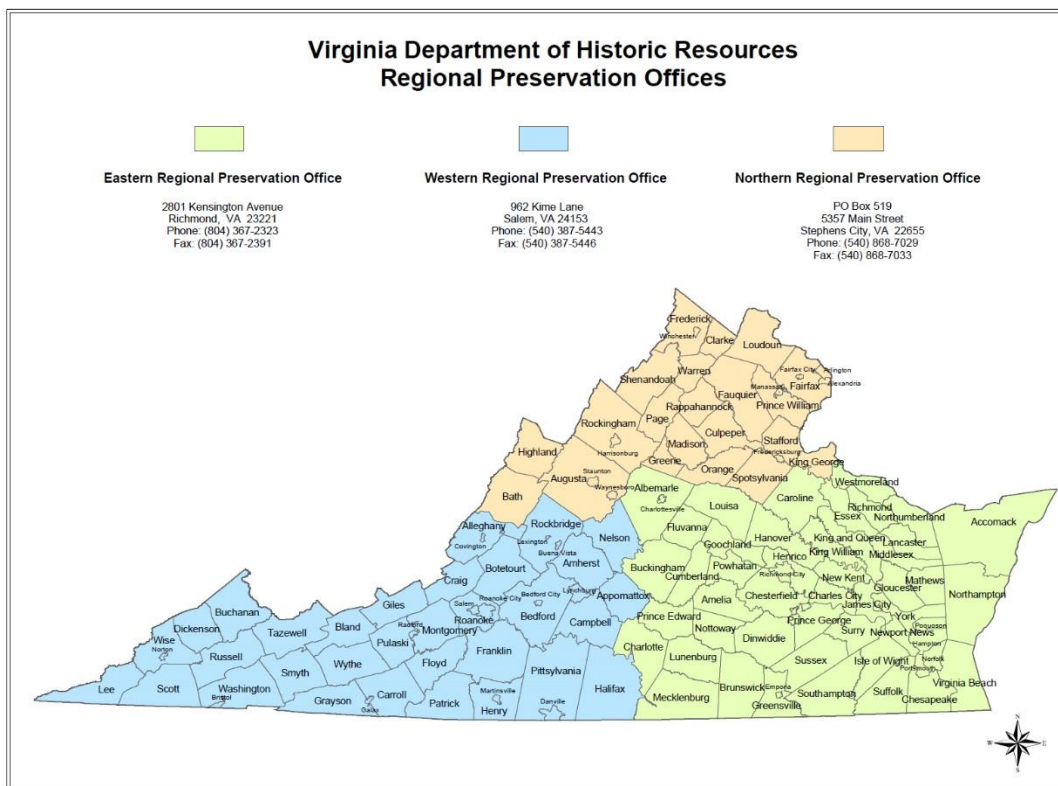 Virginia Department of Historic Resources
Regional Preservation Offices
Eastern Regional Preservation Office
2801 Kensington Avenue
Richmond, VA 23221
Phone: (804) 367-2323
Fax: (804) 367-2391
Western Regional Preservation Office
962 Kime Lane
Salem, VA 24153
Phone: (540) 387-5443
Fax: (540) 387-5446
Northern Regional Preservation Office
PO Box 519
5357 Main Street
Stephens City, VA 22655
Phone: (540) 868-7029
Fax: (540) 868-7033
Frederick
Winchester
Clarke
Loudoun
Warren
Fairfax City
Arlington
Shenandoah
Fauquier
Manassas
Fairfax
Alexandria
Rappahannock
Prince William
Page
Rockingham
Culpeper
Madison
Stafford
Harrisonburg
Fredericksburg
Highland
Greene
Orange
King George
Staunton
Augusta
Spotsylvania
Waynesboro
Bath
Albemarle
Charlottesville
Louisa
Caroline
Westmoreland
Richmond
Essex
Northumberland
Accomack
Alleghany
Rockbridge
Nelson
Fluvanna
Hanover
King and Queen
Lancaster
Covington
Lexington
Buena Vista
Goochland
Henrico
King William
Middlesex
Botetourt
Amherst
Buckingham
Powhatan
Cumberland
Richmond City
New Kent
Mathews
Gloucester
Craig
Lynchburg
Appomattox
Amelia
Chesterfield
Charles City
James City
Northampton
Giles
Salem
Roanoke City
Bedford City
Roanoke
Bedford
Campbell
Prince Edward
Prince George
York
Buchanan
Dickenson
Bland
Radford
Montgomery
Pulaski
Nottoway
Dinwiddie
Surry
Newport News
Poquoson
Hampton
Wise
Norton
Tazewell
Russell
Wythe
Floyd
Franklin
Charlotte
Lunenburg
Sussex
Isle of Wight
Norfolk
Portsmouth
Smyth
Pittsylvania
Lee
Scott
Washington
Bristol
Grayson
Carroll
Galax
Patrick
Martinsville
Henry
Danville
Halifax
Mecklenburg
Brunswick
Emporia
Greensville
Southampton
Suffolk
Chesapeake
Virginia Beach
N
W
E
S